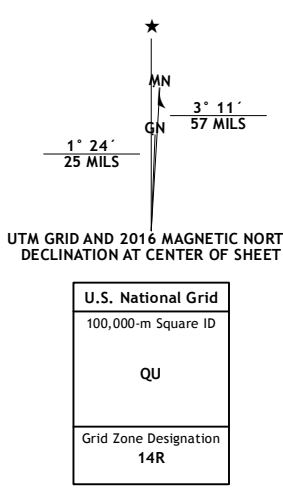 ★
MN
3° 11´
57 MILS
GN
1° 24´
25 MILS
UTM GRID AND 2016 MAGNETIC NORT
DECLINATION AT CENTER OF SHEET
U.S. National Grid
100,000-m Square ID
QU
Grid Zone Designation
14R